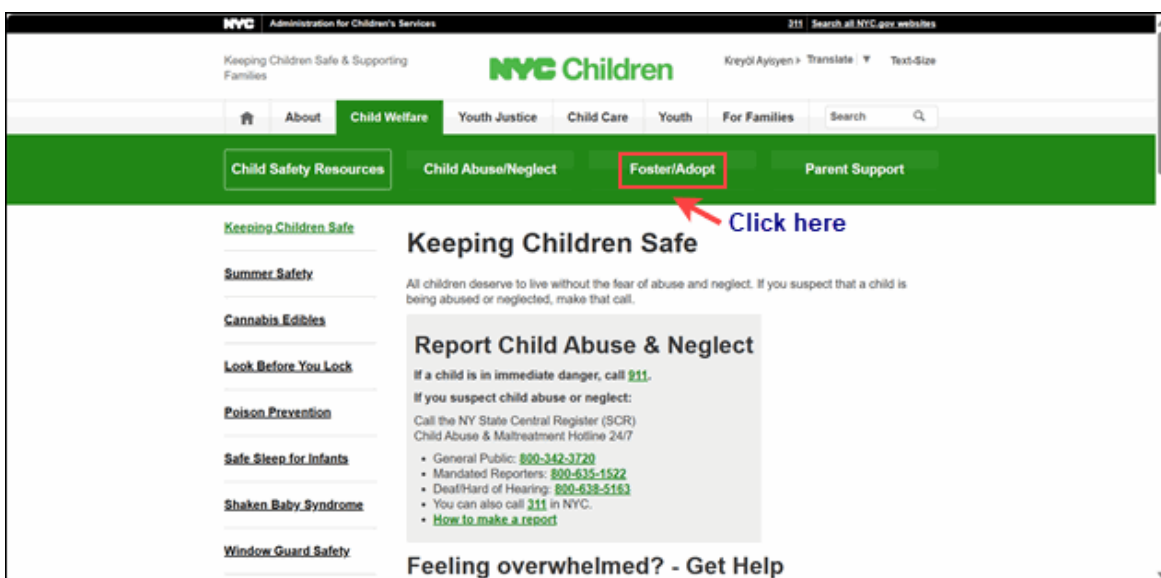 NYC Administration for Children's Services 311 Search all NYC.gov websites
Keeping Children Safe & Supporting
Families
NYC Children
Kreyòl Ayisyen Translate Text-Size
About Child Welfare Youth Justice Child Care Youth For Families Search
Child Safety Resources Child Abuse/Neglect Foster/Adopt Parent Support
Click here
Keeping Children Safe
Summer Safety
Cannabis Edibles
Look Before You Lock
Poison Prevention
Safe Sleep for Infants
Shaken Baby Syndrome
Window Guard Safety
Keeping Children Safe
All children deserve to live without the fear of abuse and neglect. If you suspect that a child is
being abused or neglected, make that call.
Report Child Abuse & Neglect
If a child is in immediate danger, call 911.
If you suspect child abuse or neglect:
Call the NY State Central Register (SCR)
Child Abuse & Maltreatment Hotline 24/7
• General Public: 800-342-3720
• Mandated Reporters: 800-635-1522
• Deaf/Hard of Hearing: 800-638-5163
• You can also call 311 in NYC.
• How to make a report
Feeling overwhelmed? - Get Help